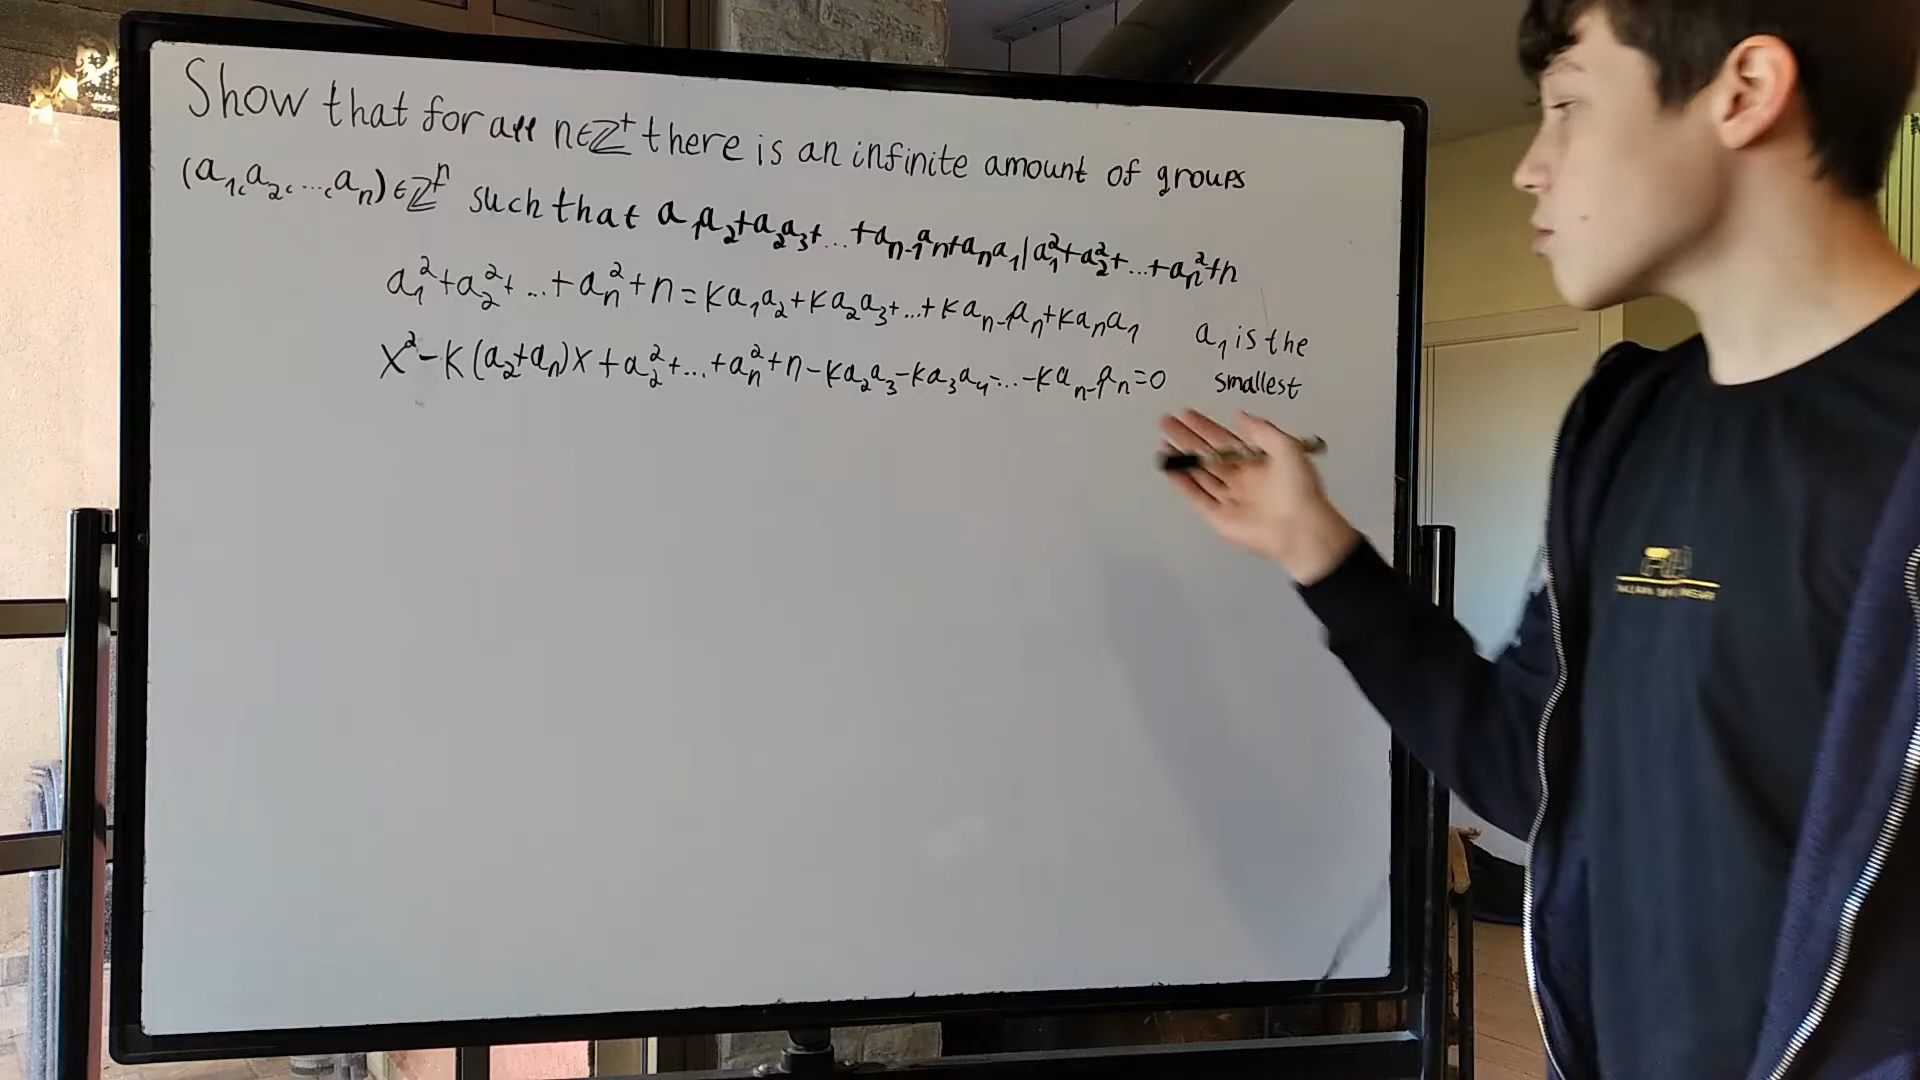 Show that for all n∈ℤ⁺ there is an infinite amount of groups
(a₁, a₂, ..., aₙ)∈ℤⁿ such that a₁a₂+a₂a₃+...+aₙ₋₁aₙ+aₙa₁|a₁²+a₂²+...+aₙ²+n
a₁²+a₂²+...+aₙ²+n=ka₁a₂+ka₂a₃+...+kaₙ₋₁aₙ+kaₙa₁
a₁ is the
x²-k(a₂+aₙ)x+a₂²+...+aₙ²+n-ka₂a₃-ka₃a₄-...-kaₙ₋₁aₙ=0
smallest